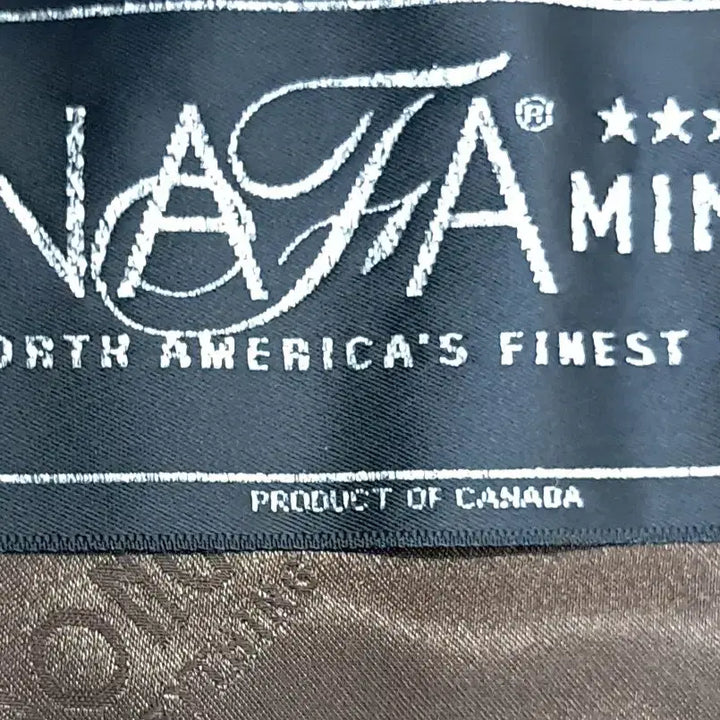 NAFA® ★★★
MIN
ORTH AMERICA'S FINEST
PRODUCT OF CANADA